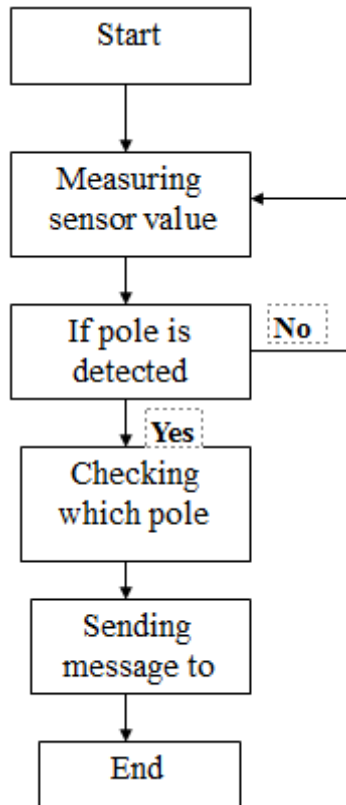 Start
Measuring
sensor value
If pole is
detected
No
Yes
Checking
which pole
Sending
message to
End